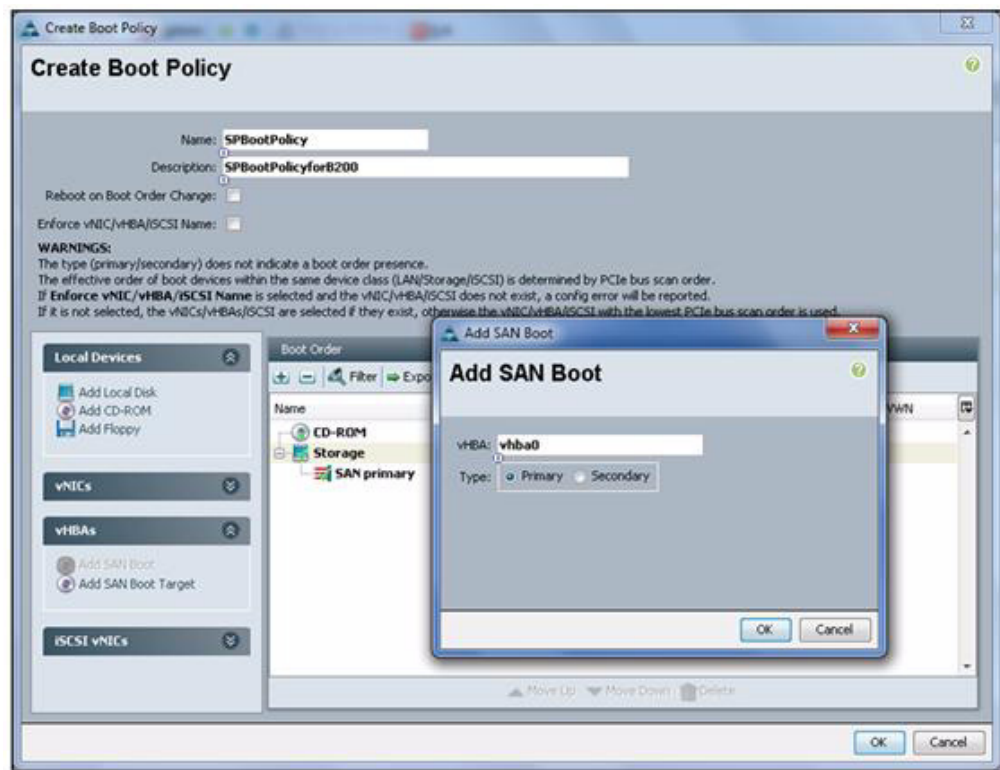 Create Boot Policy
Create Boot Policy
Name: SPBootPolicy
Description: SPBootPolicyforB200
Reboot on Boot Order Change:
Enforce vNIC/vHBA/iSCSI Name:
WARNINGS:
The type (primary/secondary) does not indicate a boot order presence.
The effective order of boot devices within the same device class (LAN/Storage/iSCSI) is determined by PCIe bus scan order.
If Enforce vNIC/vHBA/iSCSI Name is selected and the vNIC/vHBA/iSCSI does not exist, a config error will be reported.
If it is not selected, the vNICs/vHBAs/iSCSI are selected if they exist, otherwise the vNIC/vHBA/iSCSI with the lowest PCIe bus scan order is used.
Local Devices
Add Local Disk
Add CD-ROM
Add Floppy
vNICs
vHBAs
Add SAN Boot
Add SAN Boot Target
iSCSI vNICs
Boot Order
Filter
Name
CD-ROM
Storage
SAN primary
Add SAN Boot
Add SAN Boot
vHBA: vhba0
Type: Primary Secondary
OK Cancel
Move Up Move Down Delete
OK Cancel